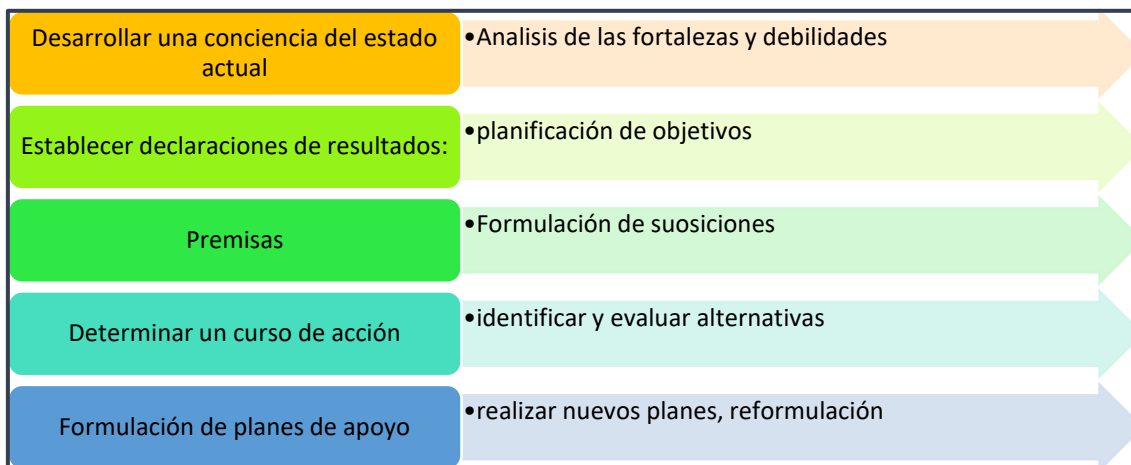 Desarrollar una conciencia del estado
actual
•Analisis de las fortalezas y debilidades
Establecer declaraciones de resultados:
•planificación de objetivos
Premisas
•Formulación de suosiciones
Determinar un curso de acción
•identificar y evaluar alternativas
Formulación de planes de apoyo
•realizar nuevos planes, reformulación